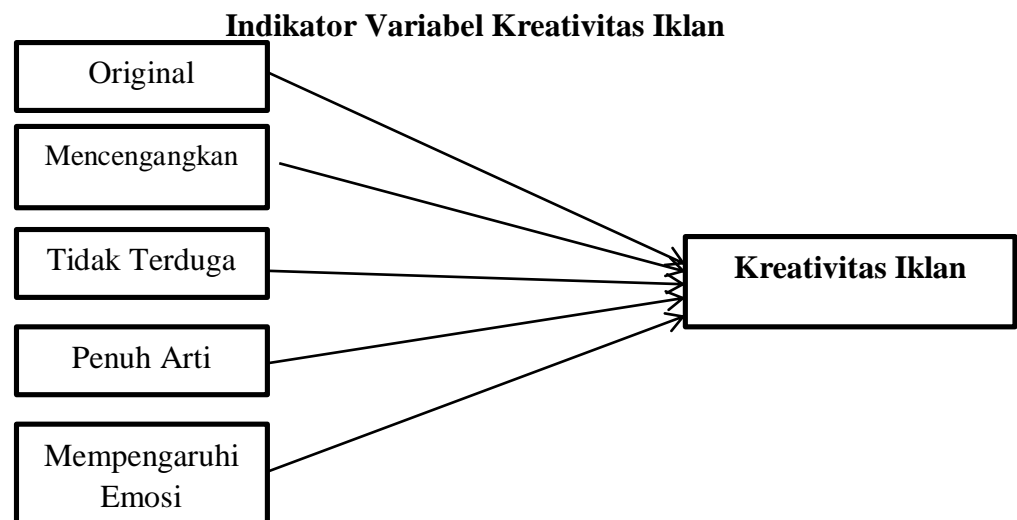 Indikator Variabel Kreativitas Iklan
Original
Mencengangkan
Tidak Terduga
Penuh Arti
Mempengaruhi
Emosi
Kreativitas Iklan